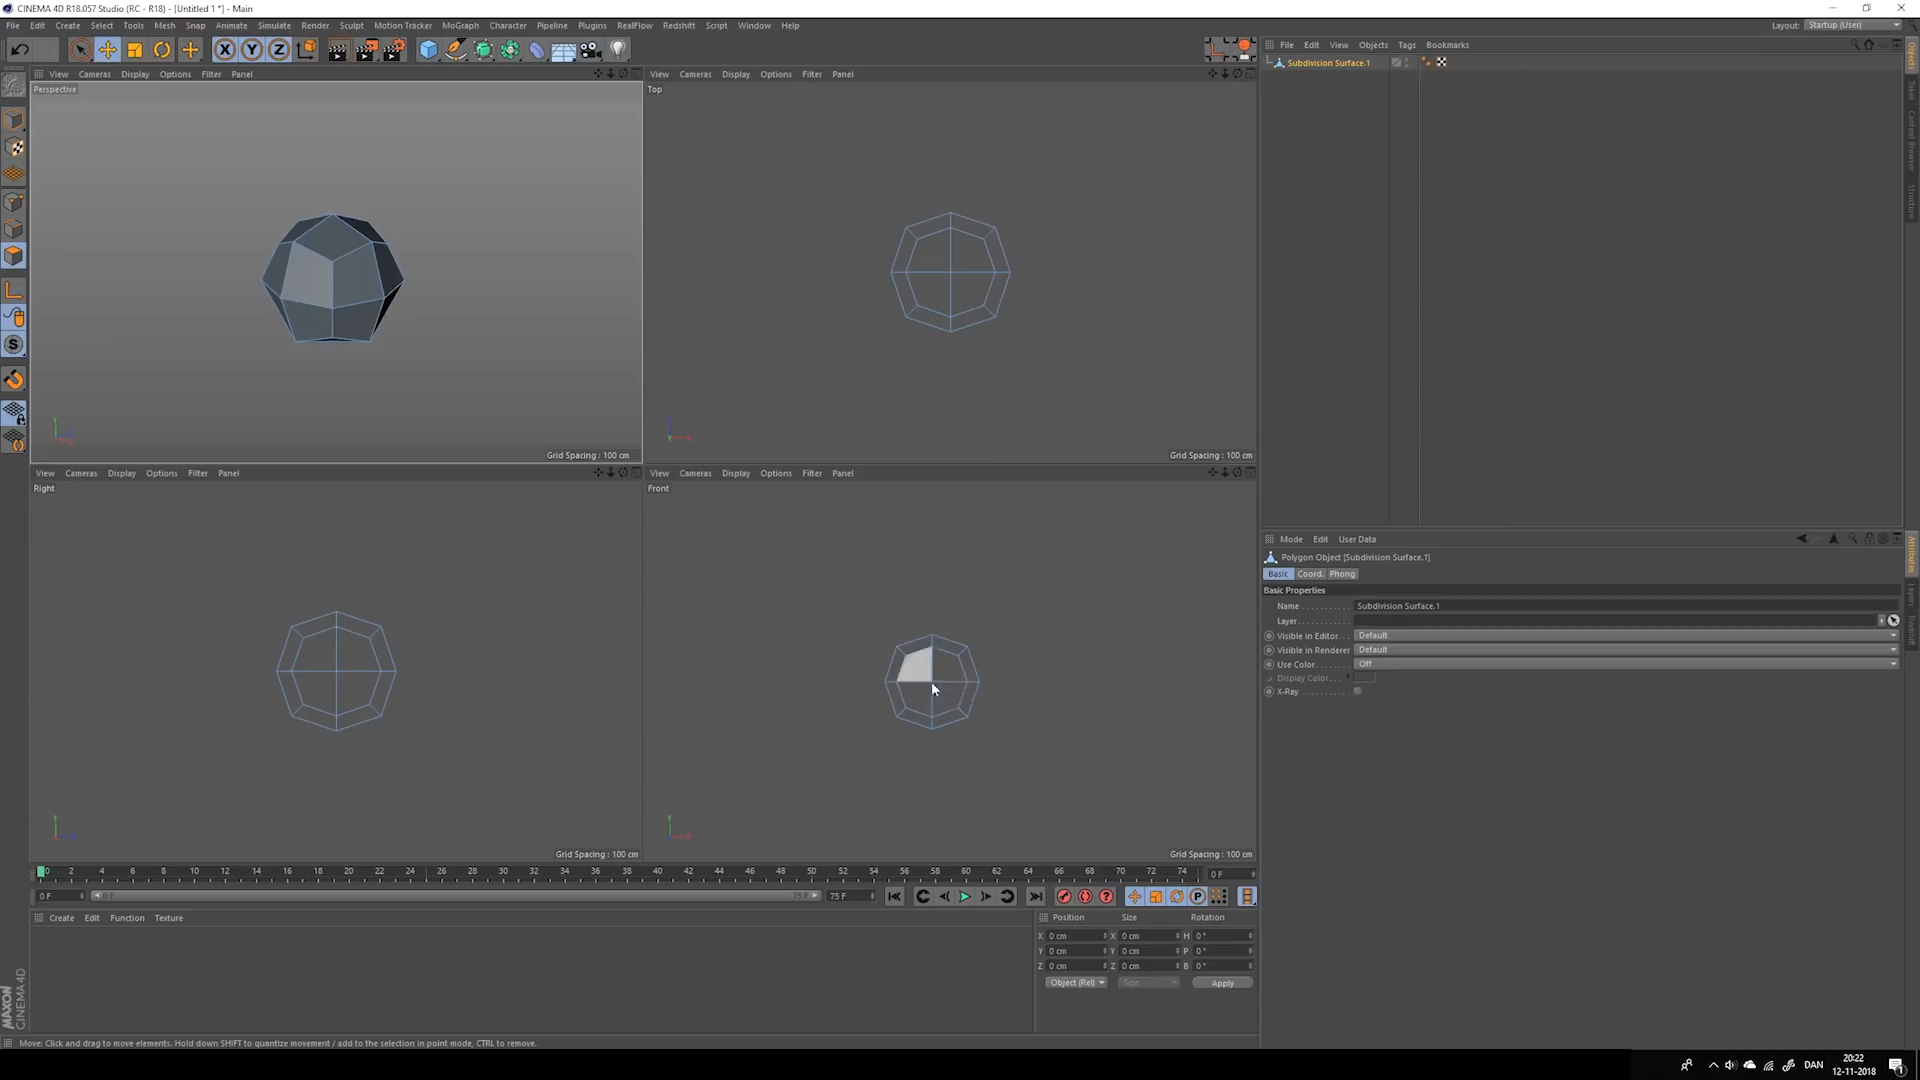 CINEMA 4D R18.057 Studio (RC - R18) - [Untitled 1 *] - Main
File Edit Create Select Tools Mesh Snap Animate Simulate Render Sculpt Motion Tracker MoGraph Character Pipeline Plugins RealFlow Redshift Script Window Help
Layout: Startup (User)
X Y Z
File Edit View Objects Tags Bookmarks
Subdivision Surface.1
View Cameras Display Options Filter Panel
Perspective
Grid Spacing : 100 cm
View Cameras Display Options Filter Panel
Top
Grid Spacing : 100 cm
View Cameras Display Options Filter Panel
Right
Grid Spacing : 100 cm
View Cameras Display Options Filter Panel
Front
Grid Spacing : 100 cm
Objects
Takes
Content Browser
Structure
Mode Edit User Data
Polygon Object [Subdivision Surface.1]
Basic Coord. Phong
Basic Properties
Name Subdivision Surface.1
Layer
Visible in Editor Default
Visible in Renderer Default
Use Color Off
Display Color
X-Ray
Attributes
Layers
Redshift
0 2 4 6 8 10 12 14 16 18 20 22 24 26 28 30 32 34 36 38 40 42 44 46 48 50 52 54 56 58 60 62 64 66 68 70 72 74 0 F
0 F 0 F 75 F 75 F
Create Edit Function Texture
Position Size Rotation
X 0 cm X 0 cm H 0 °
Y 0 cm Y 0 cm P 0 °
Z 0 cm Z 0 cm B 0 °
Object (Rel) Size Apply
MAXON
CINEMA 4D
Move: Click and drag to move elements. Hold down SHIFT to quantize movement / add to the selection in point mode, CTRL to remove.
DAN
20:22
12-11-2018